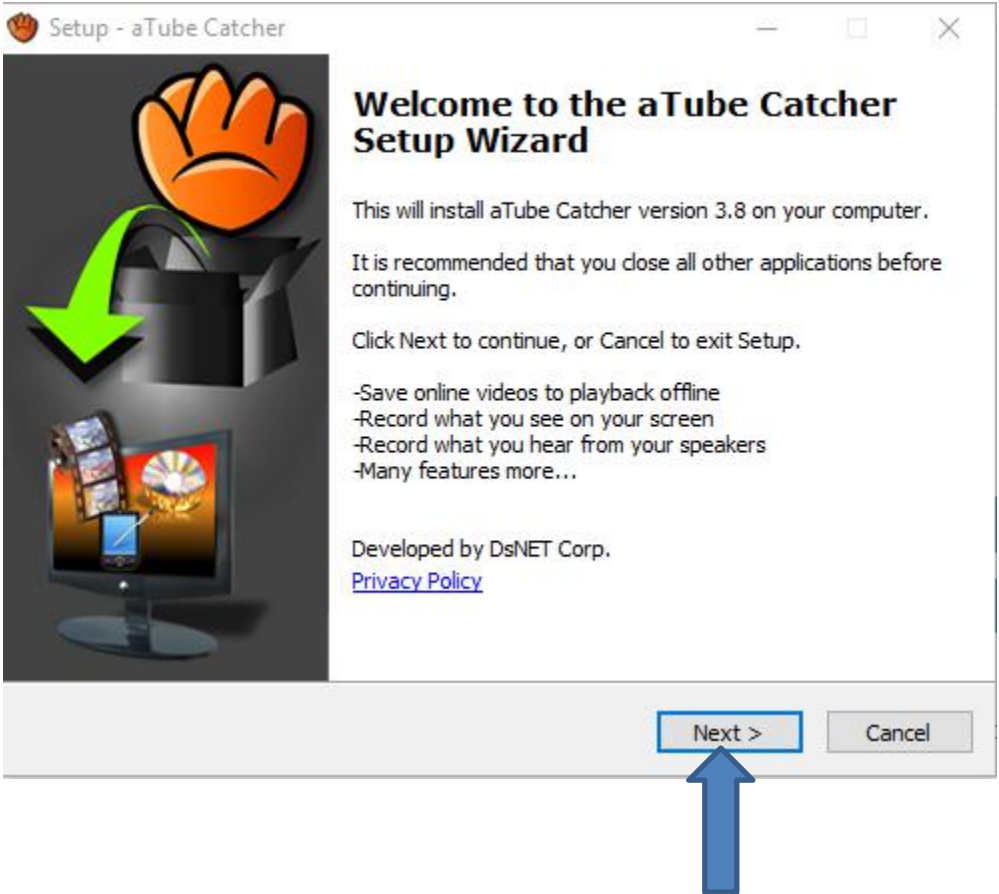 Setup - aTube Catcher
Welcome to the aTube Catcher
Setup Wizard
This will install aTube Catcher version 3.8 on your computer.
It is recommended that you close all other applications before
continuing.
Click Next to continue, or Cancel to exit Setup.
-Save online videos to playback offline
-Record what you see on your screen
-Record what you hear from your speakers
-Many features more...
Developed by DsNET Corp.
Privacy Policy
Next >
Cancel